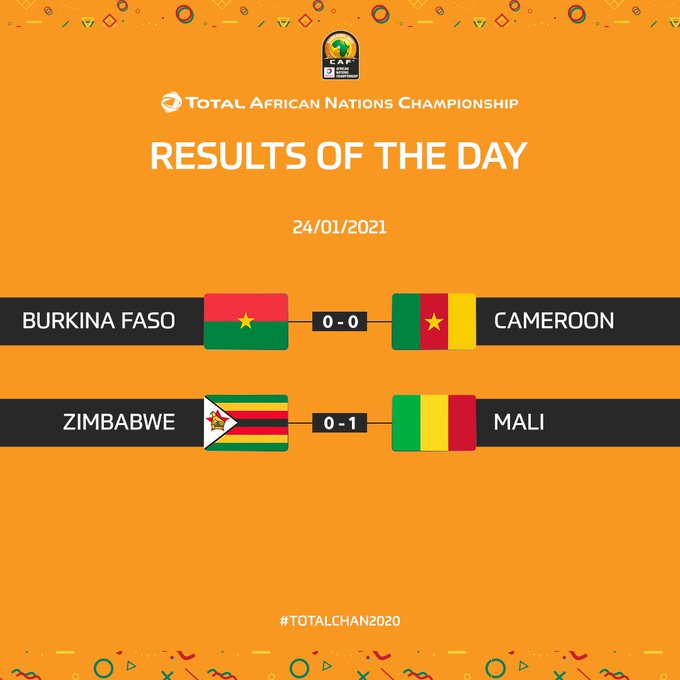 CAF
AFRICAN
NATIONS
CHAMPIONSHIP
TOTAL AFRICAN NATIONS CHAMPIONSHIP
RESULTS OF THE DAY
24/01/2021
BURKINA FASO 0 - 0 CAMEROON
ZIMBABWE 0 - 1 MALI
#TOTALCHAN2020